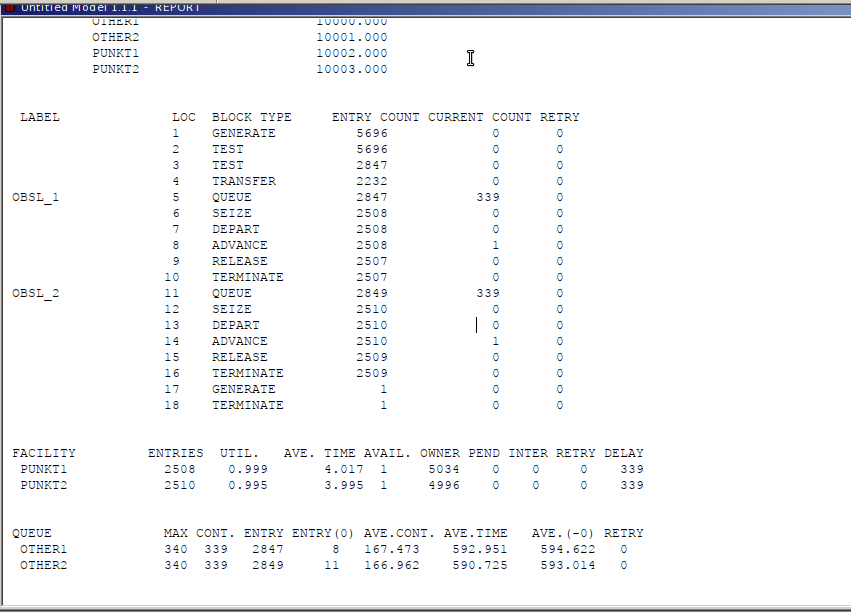 Untitled Model 1.1.1 - REPORT
OTHER1 10000.000
OTHER2 10001.000
PUNKT1 10002.000
PUNKT2 10003.000
LABEL LOC BLOCK TYPE ENTRY COUNT CURRENT COUNT RETRY
1 GENERATE 5696 0 0
2 TEST 5696 0 0
3 TEST 2847 0 0
4 TRANSFER 2232 0 0
OBSL_1 5 QUEUE 2847 339 0
6 SEIZE 2508 0 0
7 DEPART 2508 0 0
8 ADVANCE 2508 1 0
9 RELEASE 2507 0 0
10 TERMINATE 2507 0 0
OBSL_2 11 QUEUE 2849 339 0
12 SEIZE 2510 0 0
13 DEPART 2510 0 0
14 ADVANCE 2510 1 0
15 RELEASE 2509 0 0
16 TERMINATE 2509 0 0
17 GENERATE 1 0 0
18 TERMINATE 1 0 0
FACILITY ENTRIES UTIL. AVE. TIME AVAIL. OWNER PEND INTER RETRY DELAY
PUNKT1 2508 0.999 4.017 1 5034 0 0 0 339
PUNKT2 2510 0.995 3.995 1 4996 0 0 0 339
QUEUE MAX CONT. ENTRY ENTRY(0) AVE.CONT. AVE.TIME AVE.(-0) RETRY
OTHER1 340 339 2847 8 167.473 592.951 594.622 0
OTHER2 340 339 2849 11 166.962 590.725 593.014 0